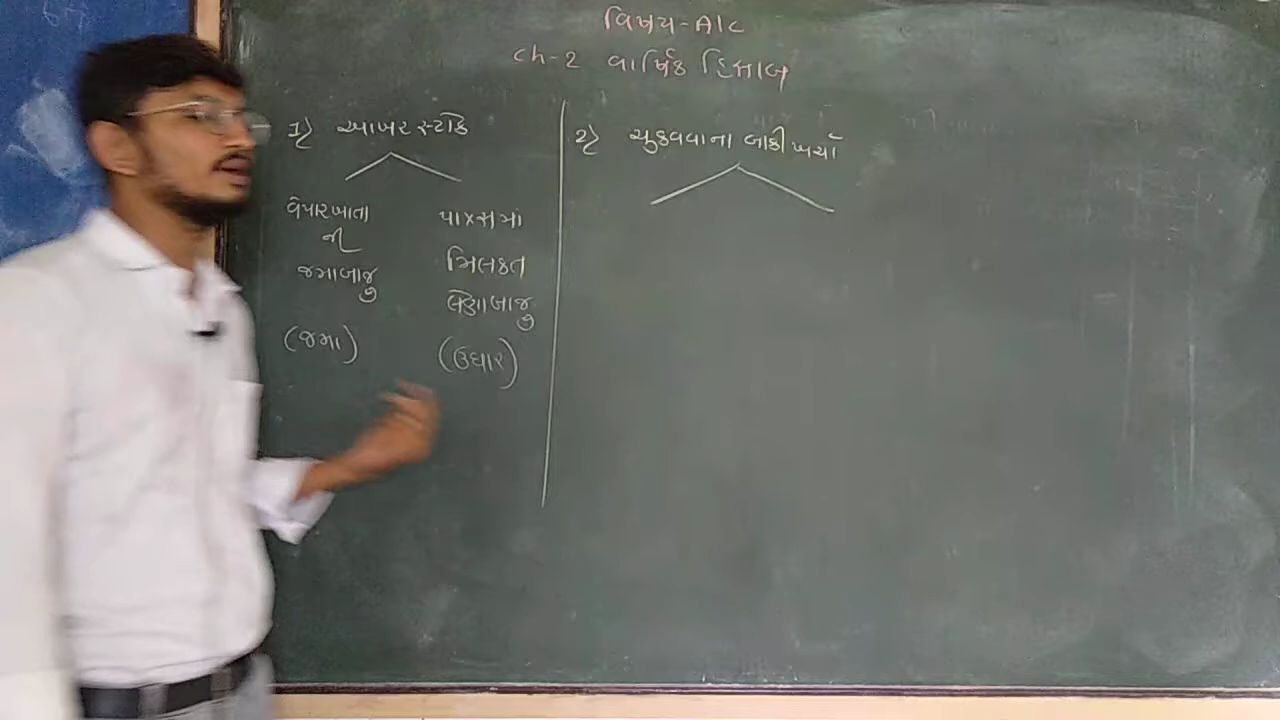 વિષય-A/c
ch-2 વાર્ષિક હિસાબ
1) આખર સ્ટોક
વેપારખાતા
ની
જમાબાજુ
(જમા)
પાકાસરવૈયામાં
મિલકત
લેણાબાજુ
(ઉધાર)
2) ચુકવવાના બાકી ખર્ચા